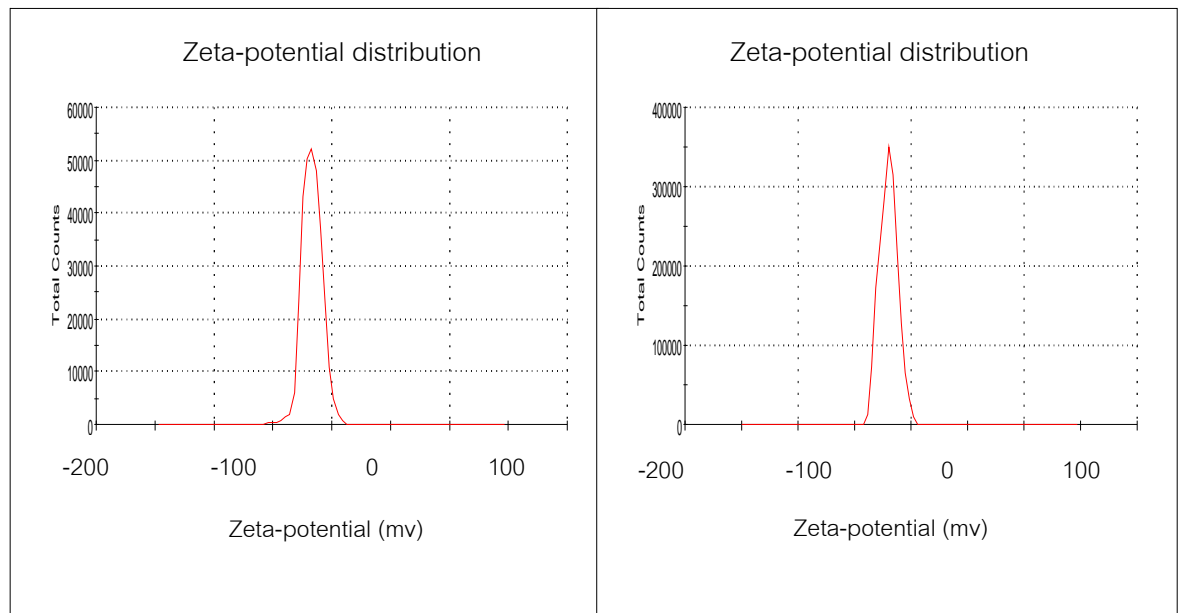 Zeta-potential distribution
60000
50000
40000
30000
20000
10000
0
Total Counts
-200 -100 0 100
Zeta-potential (mv)
Zeta-potential distribution
400000
300000
200000
100000
0
Total Counts
-200 -100 0 100
Zeta-potential (mv)